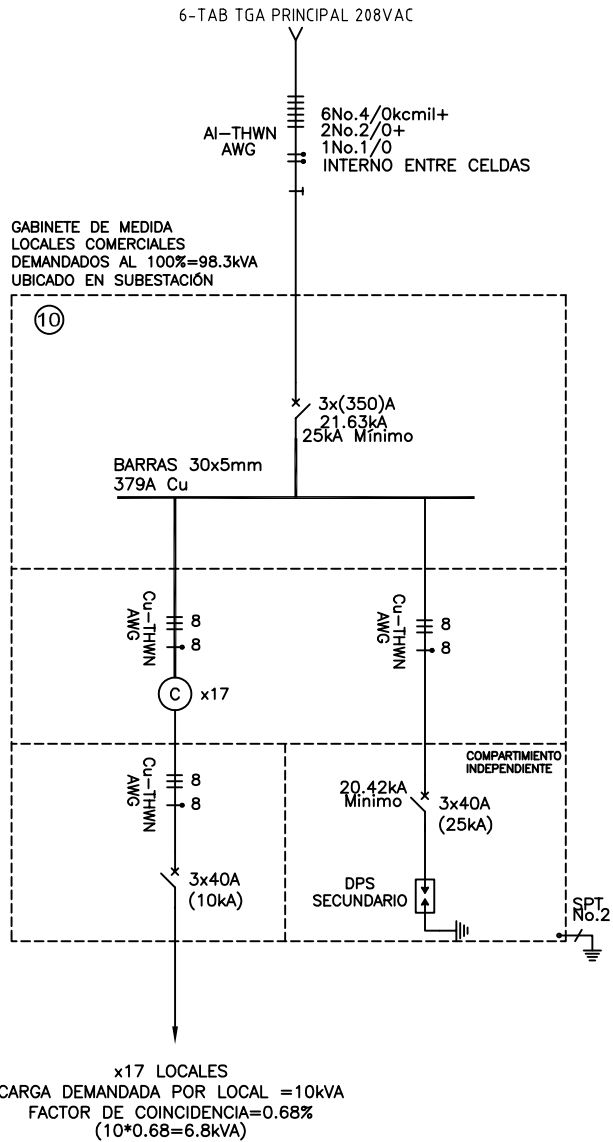 6-TAB TGA PRINCIPAL 208VAC
Al-THWN
AWG
6No.4/0kcmil+
2No.2/0+
1No.1/0
INTERNO ENTRE CELDAS
GABINETE DE MEDIDA
LOCALES COMERCIALES
DEMANDADOS AL 100%=98.3kVA
UBICADO EN SUBESTACIÓN
10
3x(350)A
21.63kA
25kA Mínimo
BARRAS 30x5mm
379A Cu
Cu-THWN
AWG
8
8
Cu-THWN
AWG
8
8
C x17
Cu-THWN
AWG
8
8
COMPARTIMIENTO
INDEPENDIENTE
20.42kA
Minimo
3x40A
(25kA)
3x40A
(10kA)
DPS
SECUNDARIO
SPT
No.2
x17 LOCALES
CARGA DEMANDADA POR LOCAL =10kVA
FACTOR DE COINCIDENCIA=0.68%
(10*0.68=6.8kVA)